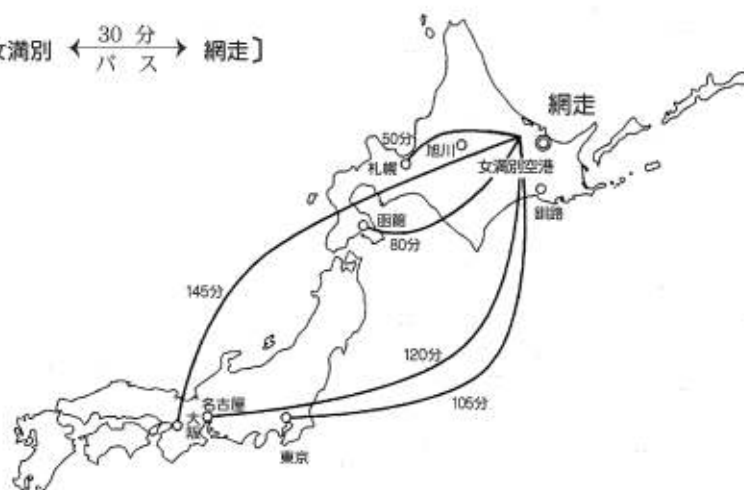 女満別 ←30分 バス→ 網走]
網走
50分
旭川
札幌
女満別空港
釧路
函館
80分
145分
120分
名古屋
105分
大阪
東京